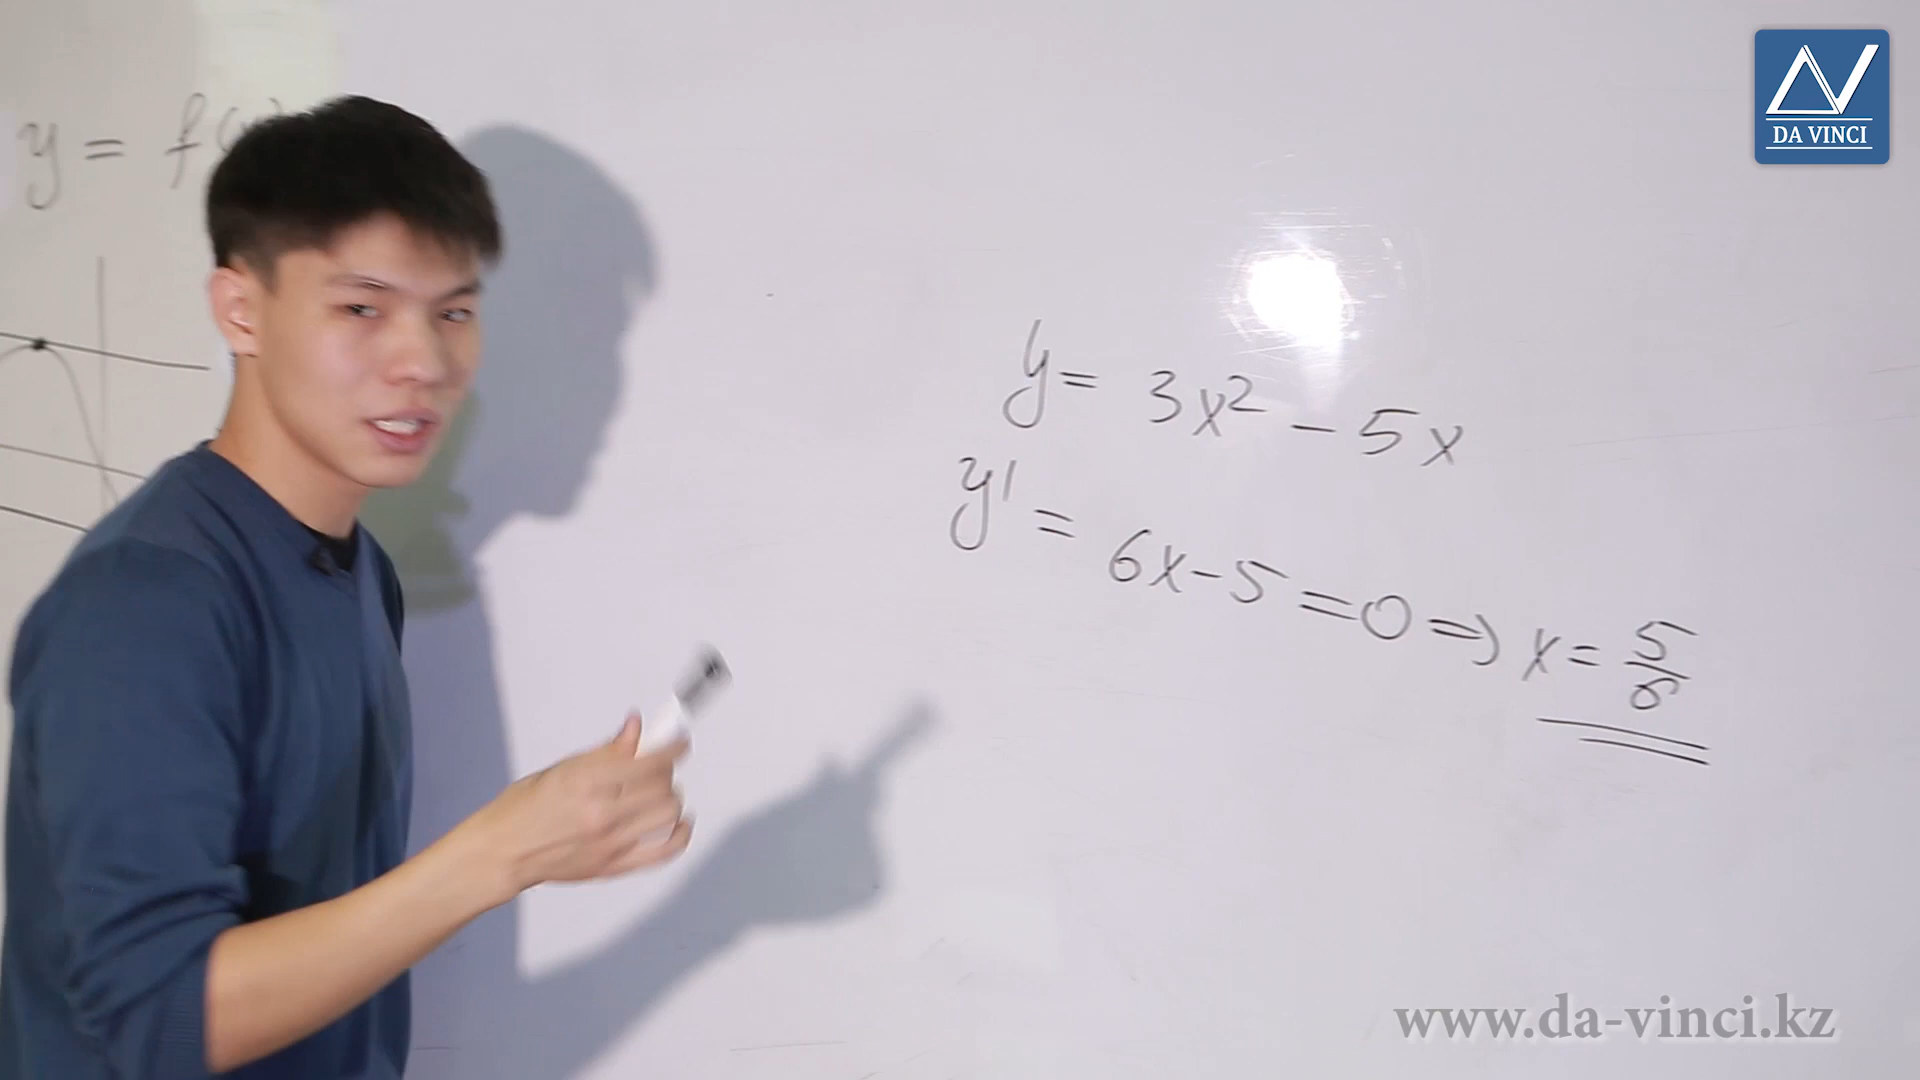 y = f(
DA VINCI
y = 3x² - 5x
y' = 6x - 5 = 0 ⇒ x = 5/6
www.da-vinci.kz